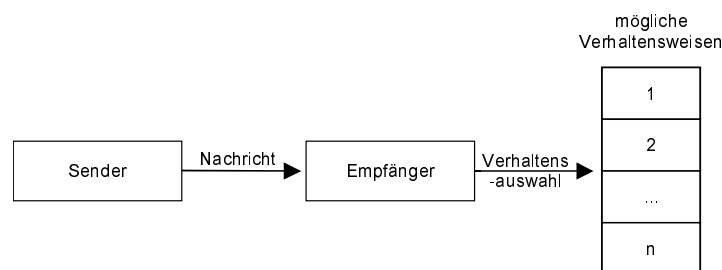 mögliche
Verhaltensweisen
1
Sender
Nachricht
Empfänger
Verhaltens
-auswahl
2
...
n